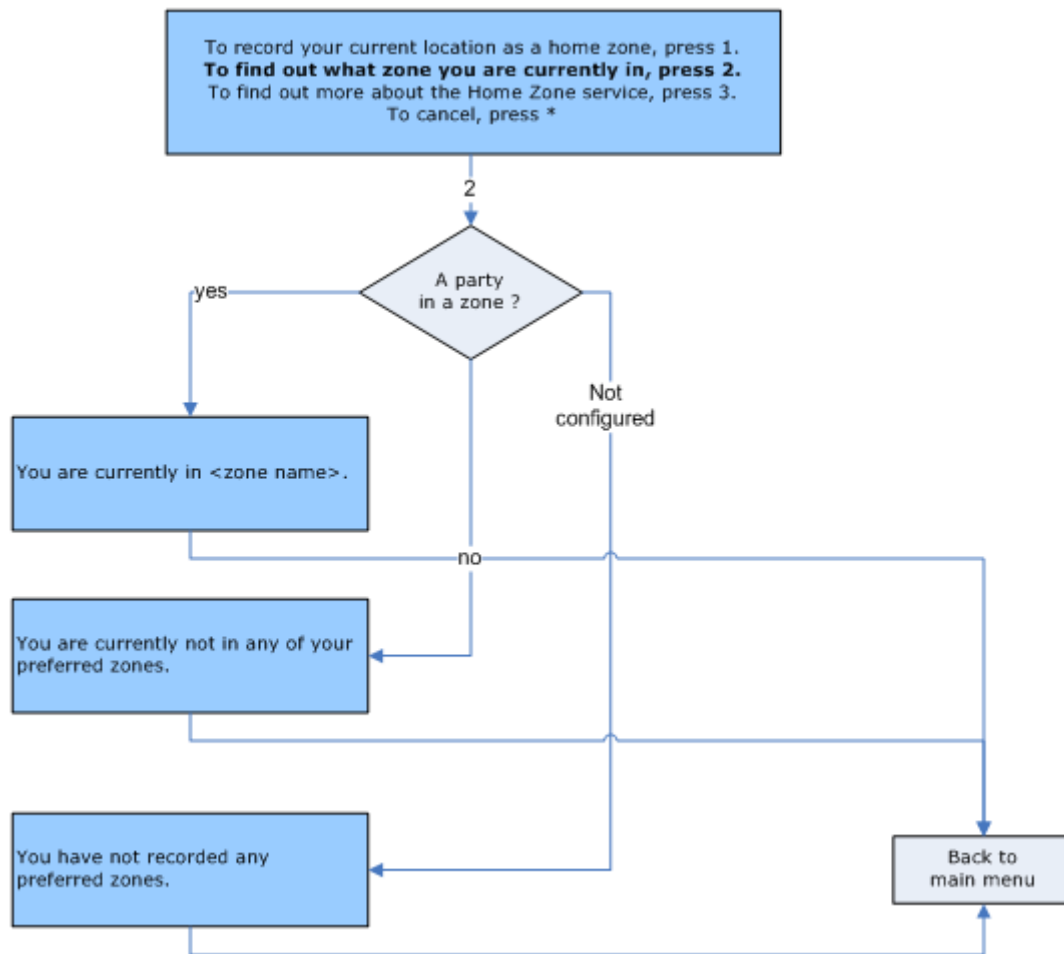 To record your current location as a home zone, press 1.
To find out what zone you are currently in, press 2.
To find out more about the Home Zone service, press 3.
To cancel, press *
2
A party
in a zone ?
yes
Not
configured
You are currently in <zone name>.
no
You are currently not in any of your
preferred zones.
You have not recorded any
preferred zones.
Back to
main menu